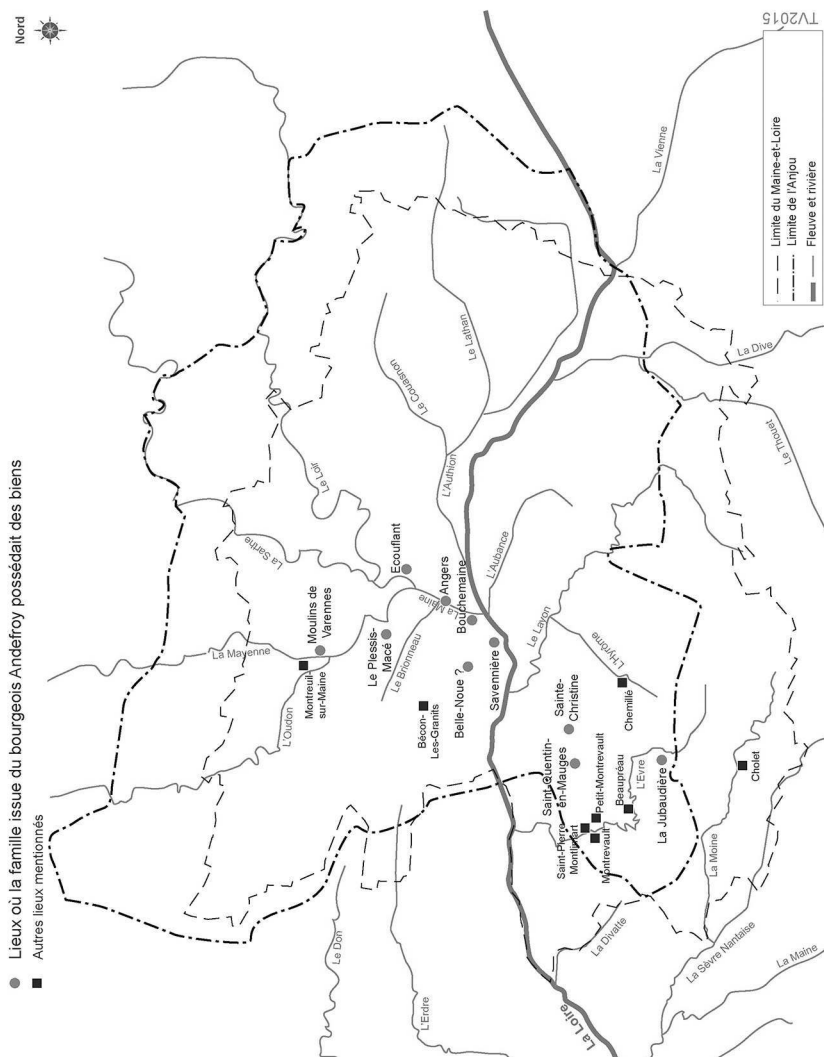 Nord
Lieux où la famille issue du bourgeois Andefroy possédait des biens
Autres lieux mentionnés
La Sarthe
Le Loir
La Mayenne
Moulins de
Varennes
Montreuil-
sur-Maine
L'Oudon
Ecouflant
Le Plessis-
Macé
Le Brionneau
La Maine
Angers
Bouchemaine
Bécon-
Les-Granits
Belle-Noue ?
Savennière
Le Couasnon
Le Lathan
L'Authion
L'Aubance
Le Layon
L'Hyrôme
Sainte-
Christine
Saint-Quentin-
en-Mauges
Chemillé
Saint-Pierre-
Montlimart
Petit-Montrevault
Montrevault
Beaupréau
L'Evre
La Jubaudière
Cholet
La Moine
La Sèvre Nantaise
La Maine
La Divatte
La Loire
L'Erdre
Le Don
La Vienne
La Dive
Le Thouet
Limite du Maine-et-Loire
Limite de l'Anjou
Fleuve et rivière
TV2015